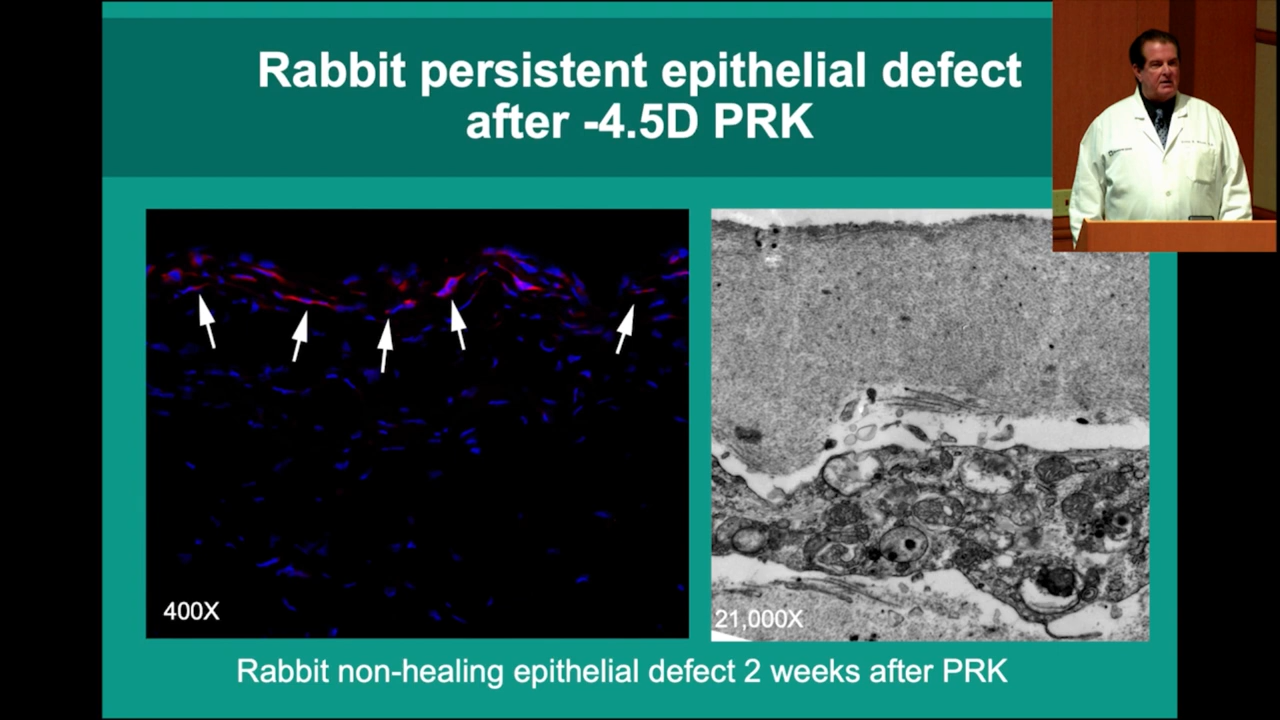 Rabbit persistent epithelial defect
after -4.5D PRK
400X
21,000X
Rabbit non-healing epithelial defect 2 weeks after PRK